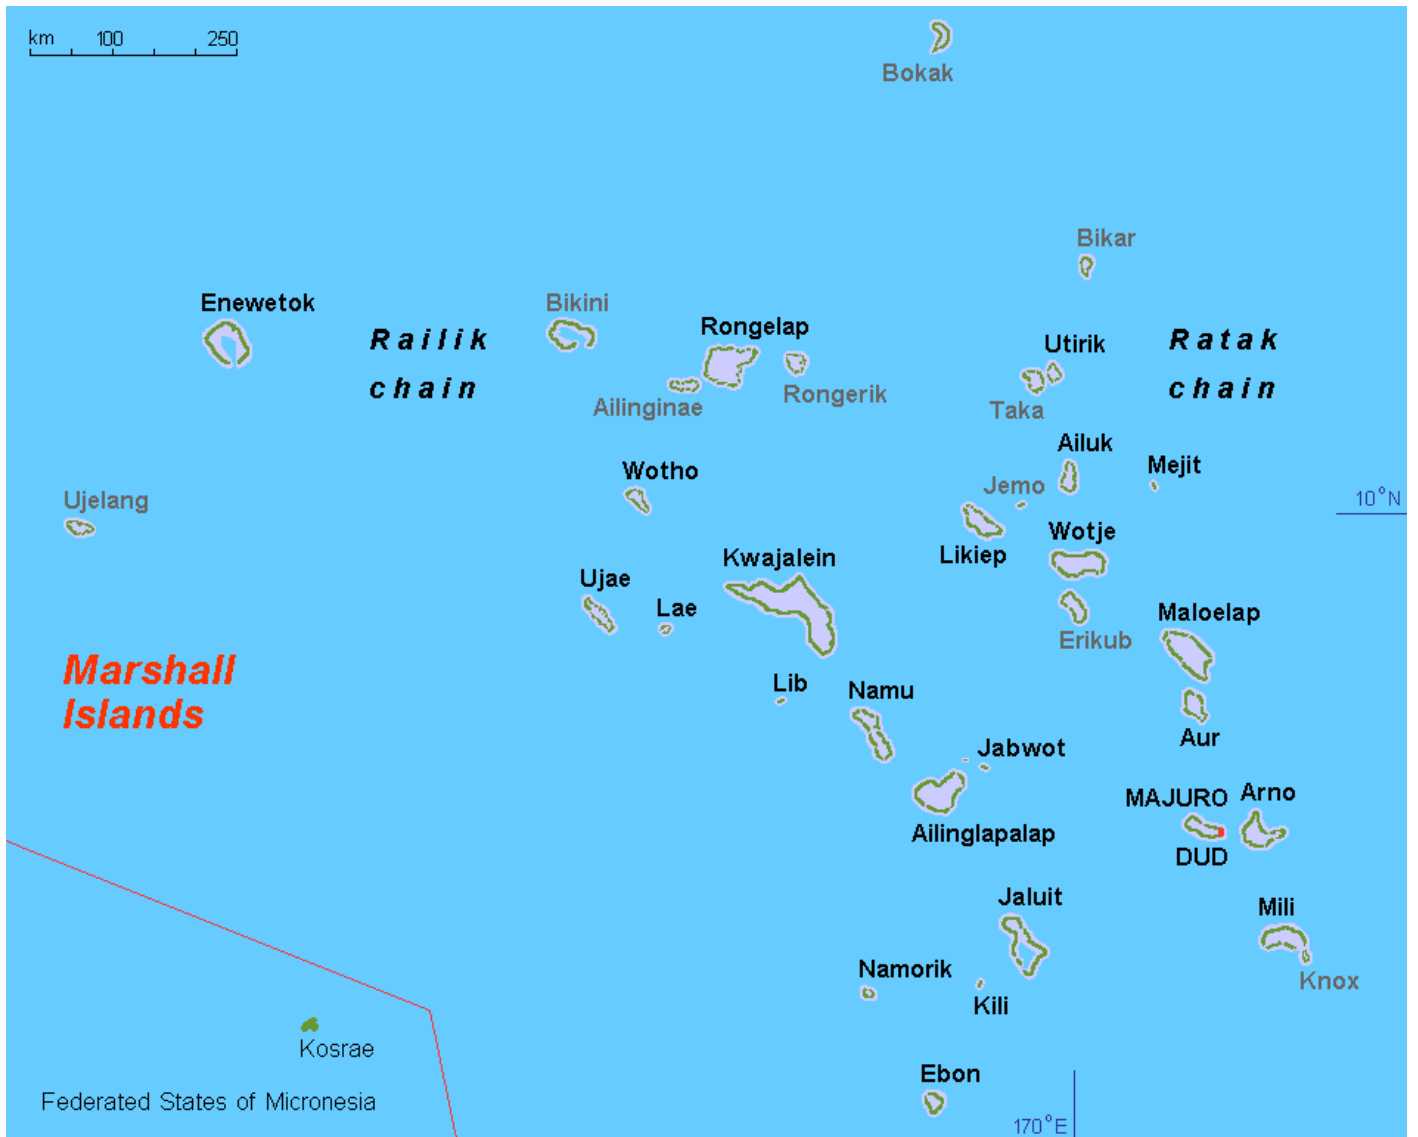 km 100 250
Bokak
Bikar
Enewetok
Bikini
Railik
chain
Rongelap
Utirik
Ratak
chain
Ailinginae
Rongerik
Taka
Ailuk
Mejit
Wotho
Jemo
Ujelang
10°N
Likiep
Wotje
Kwajalein
Ujae
Lae
Maloelap
Erikub
Marshall
Islands
Lib
Namu
Aur
Jabwot
MAJURO
Arno
Ailinglapalap
DUD
Jaluit
Mili
Namorik
Knox
Kili
Kosrae
Ebon
Federated States of Micronesia
170°E